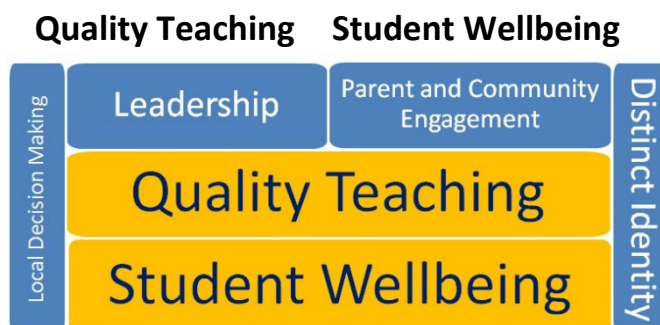 Quality Teaching Student Wellbeing
Local Decision Making
Leadership
Parent and Community
Engagement
Distinct Identity
Quality Teaching
Student Wellbeing